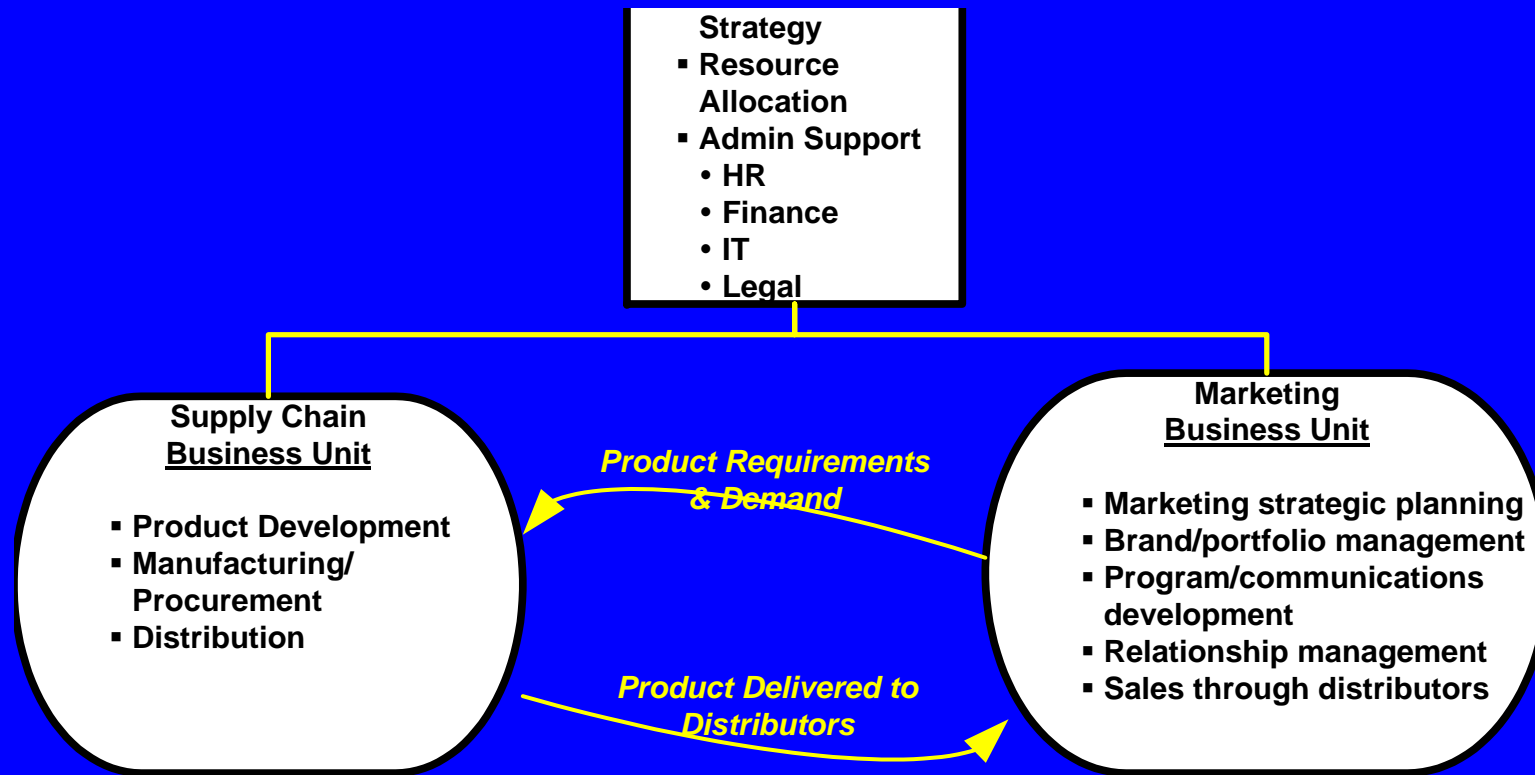 Strategy
▪ Resource
Allocation
▪ Admin Support
• HR
• Finance
• IT
• Legal
Supply Chain
Business Unit
▪ Product Development
▪ Manufacturing/
Procurement
▪ Distribution
Product Requirements
& Demand
Product Delivered to
Distributors
Marketing
Business Unit
▪ Marketing strategic planning
▪ Brand/portfolio management
▪ Program/communications
development
▪ Relationship management
▪ Sales through distributors